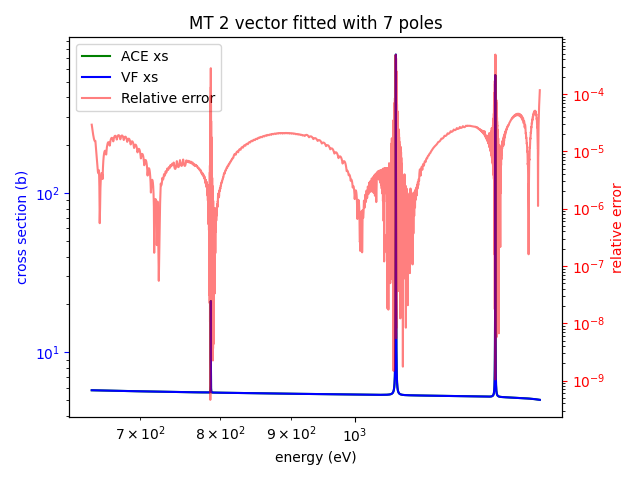 MT 2 vector fitted with 7 poles
ACE xs
VF xs
Relative error
cross section (b)
10²
10¹
10⁻⁴
10⁻⁵
10⁻⁶
10⁻⁷
10⁻⁸
10⁻⁹
relative error
7 × 10²
8 × 10²
9 × 10²
10³
energy (eV)